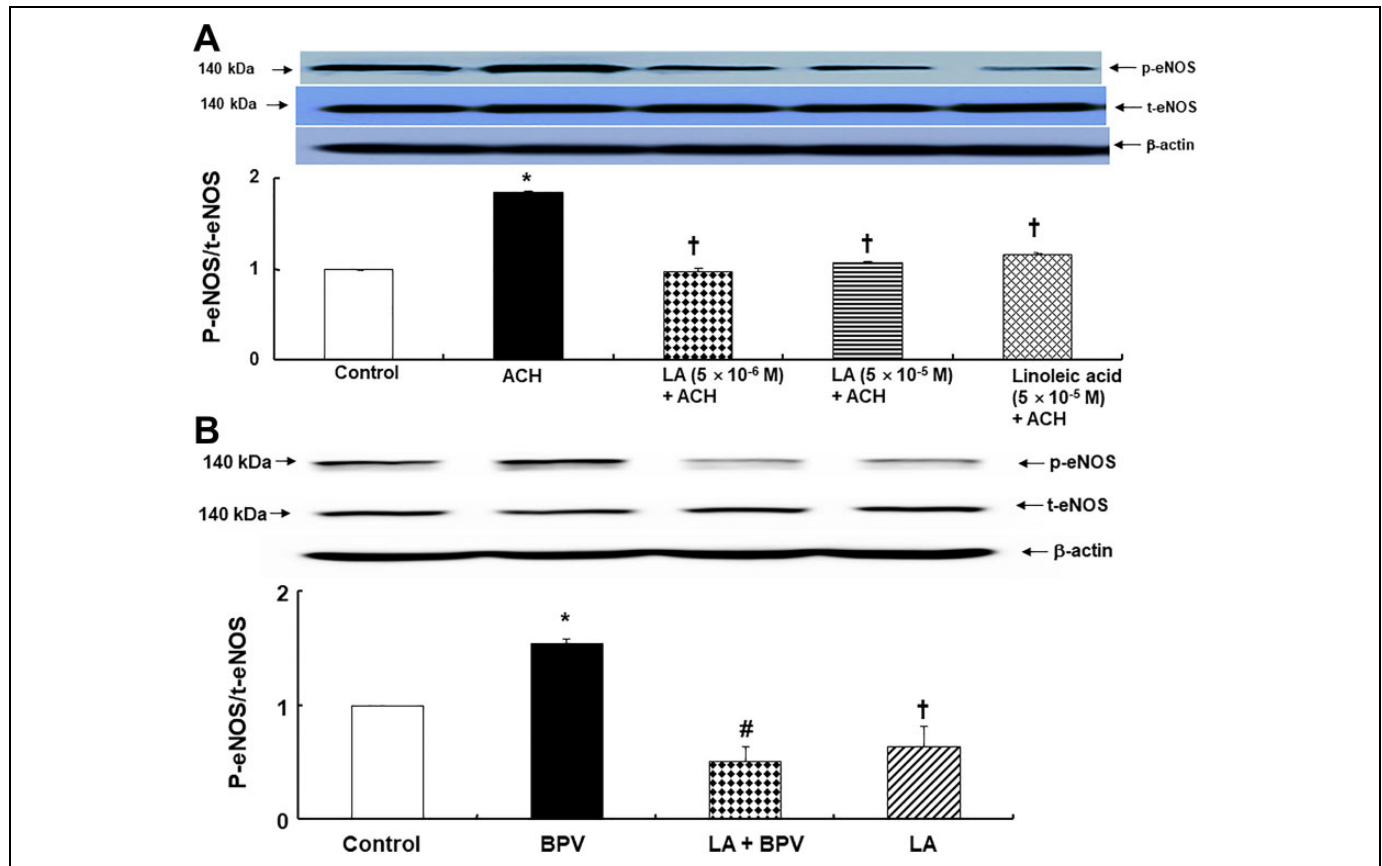 A
140 kDa p-eNOS
140 kDa t-eNOS
β-actin
P-eNOS/t-eNOS
2
1
0
*
†
†
†
Control
ACH
LA (5 × 10⁻⁶ M)
+ ACH
LA (5 × 10⁻⁵ M)
+ ACH
Linoleic acid
(5 × 10⁻⁵ M)
+ ACH
B
140 kDa p-eNOS
140 kDa t-eNOS
β-actin
P-eNOS/t-eNOS
2
1
0
*
#
†
Control
BPV
LA + BPV
LA